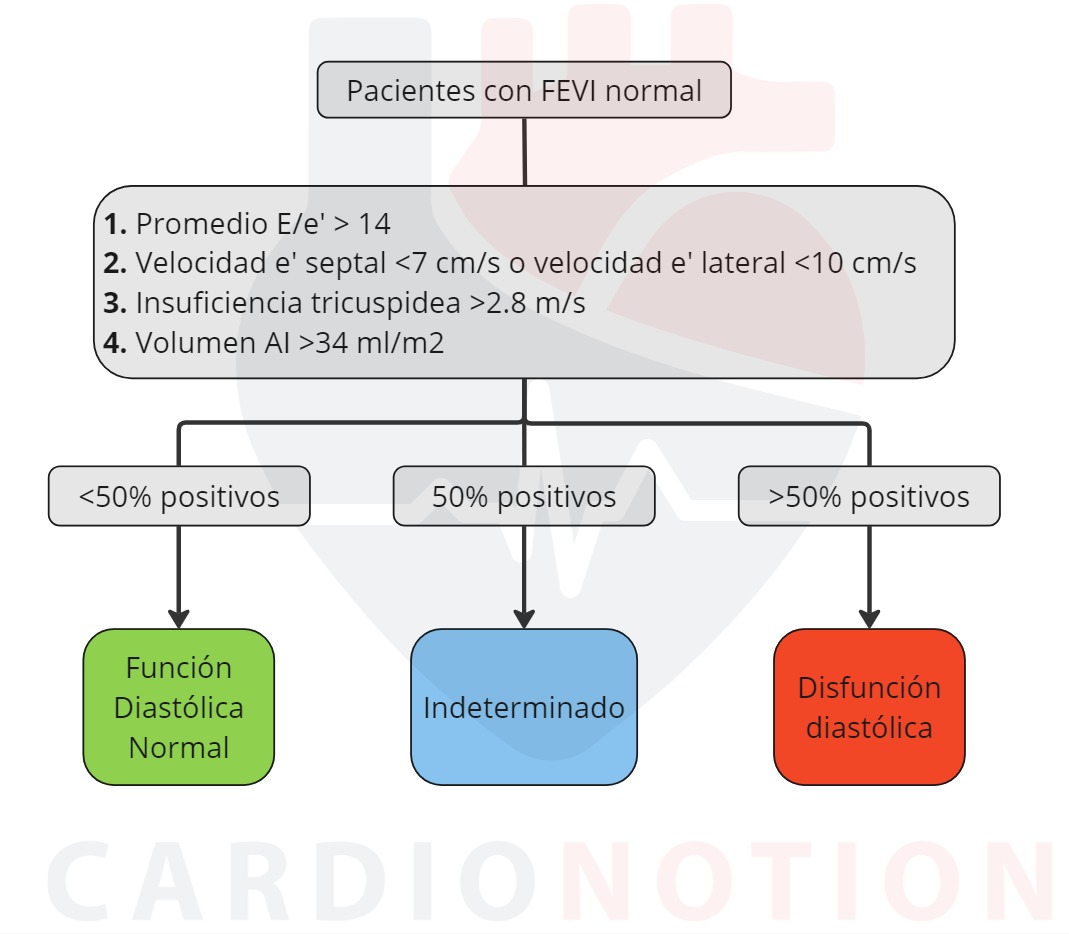 Pacientes con FEVI normal
1. Promedio E/e' > 14
2. Velocidad e' septal <7 cm/s o velocidad e' lateral <10 cm/s
3. Insuficiencia tricuspidea >2.8 m/s
4. Volumen AI >34 ml/m2
<50% positivos
50% positivos
>50% positivos
Función
Diastólica
Normal
Indeterminado
Disfunción
diastólica
CARDIONOTION